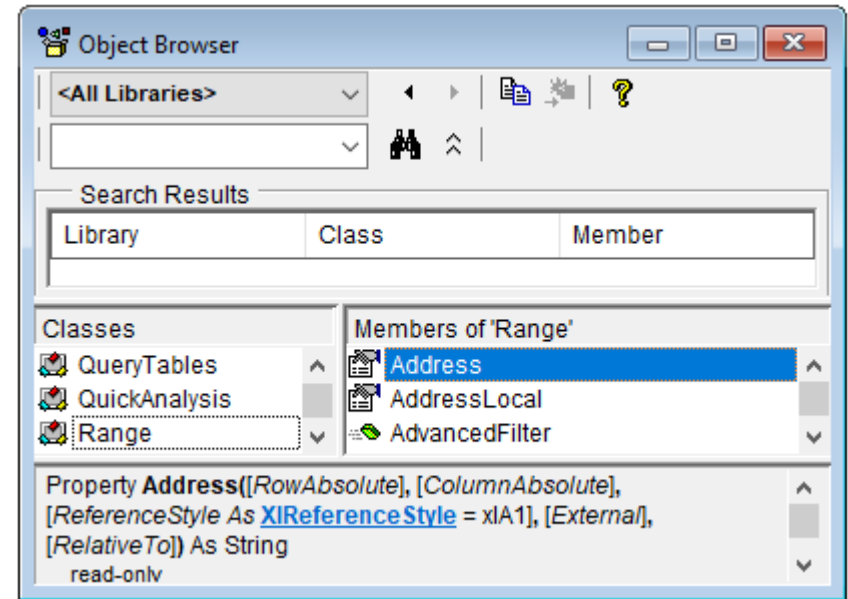 Object Browser
<All Libraries>
Search Results
Library Class Member
Classes Members of 'Range'
QueryTables Address
QuickAnalysis AddressLocal
Range AdvancedFilter
Property Address([RowAbsolute], [ColumnAbsolute],
[ReferenceStyle As XlReferenceStyle = xlA1], [External],
[RelativeTo]) As String
read-only